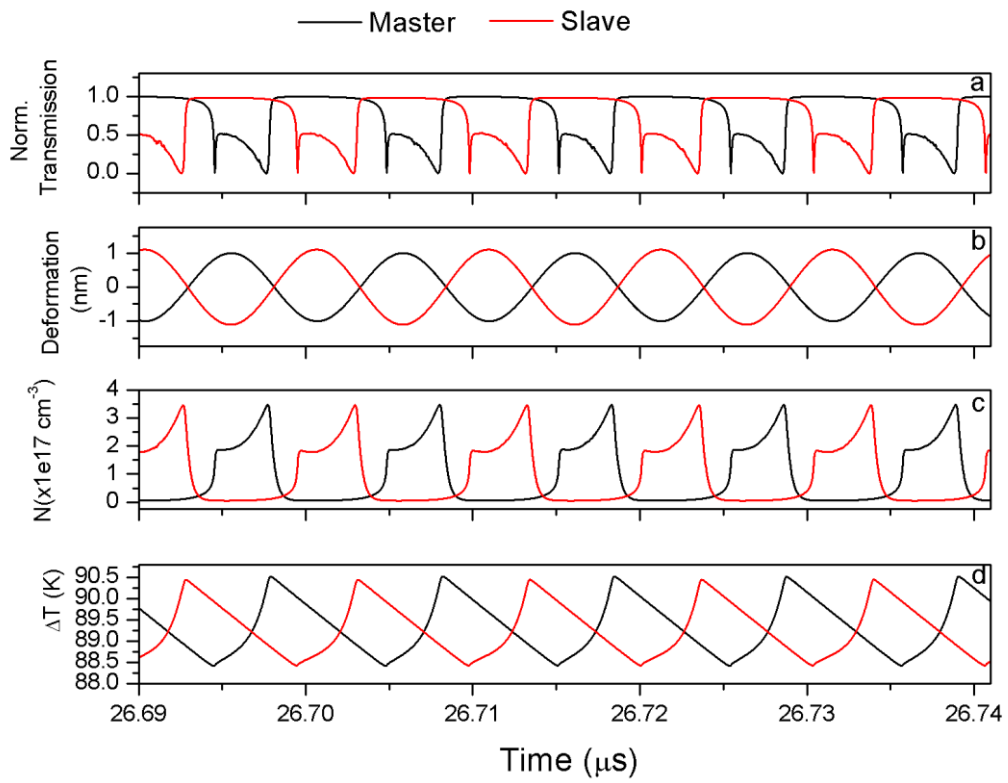 Master Slave
a
Norm.
Transmission
1.0
0.5
0.0
b
Deformation
(nm)
1
0
-1
c
N(x1e17 cm⁻³)
4
3
2
1
0
d
ΔT (K)
90.5
90.0
89.5
89.0
88.5
88.0
26.69 26.70 26.71 26.72 26.73 26.74
Time (μs)